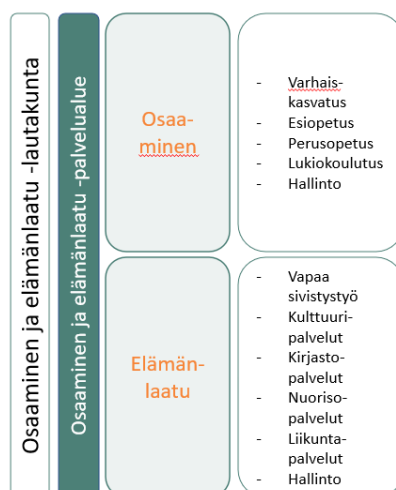 Osaaminen ja elämänlaatu -lautakunta
Osaaminen ja elämänlaatu -palvelualue
Osaa-
minen
- Varhais-
kasvatus
- Esiopetus
- Perusopetus
- Lukiokoulutus
- Hallinto
Elämän-
laatu
- Vapaa
sivistystyö
- Kulttuuri-
palvelut
- Kirjasto-
palvelut
- Nuoriso-
palvelut
- Liikunta-
palvelut
- Hallinto